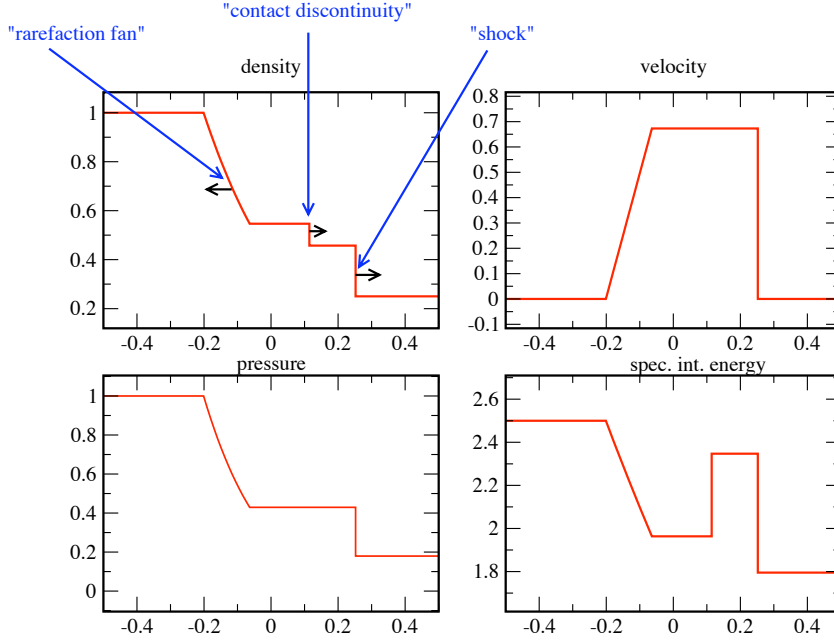 "contact discontinuity"
"rarefaction fan"
"shock"
density
velocity
1
0.8
0.6
0.4
0.2
-0.4 -0.2 0 0.2 0.4
0.8
0.7
0.6
0.5
0.4
0.3
0.2
0.1
0
-0.1
-0.4 -0.2 0 0.2 0.4
pressure
spec. int. energy
1
0.8
0.6
0.4
0.2
0
-0.4 -0.2 0 0.2 0.4
2.6
2.4
2.2
2
1.8
-0.4 -0.2 0 0.2 0.4